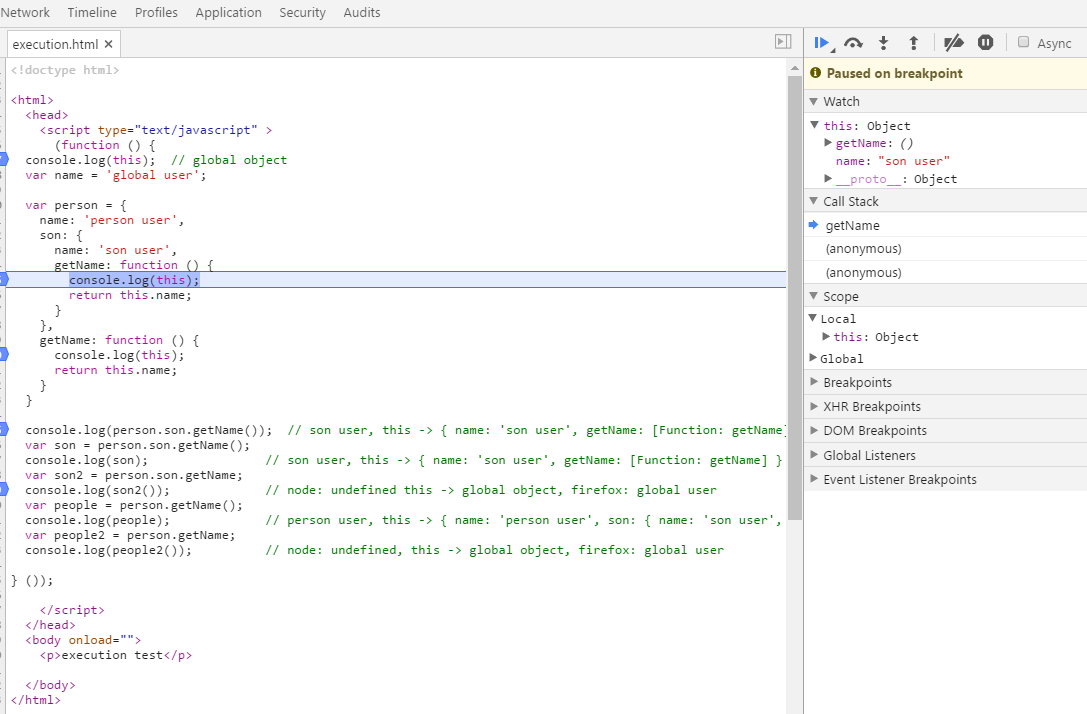 Network Timeline Profiles Application Security Audits
execution.html ×
<!doctype html>
<html>
<head>
<script type="text/javascript" >
(function () {
console.log(this);  // global object
var name = 'global user';
var person = {
name: 'person user',
son: {
name: 'son user',
getName: function () {
console.log(this);
return this.name;
}
},
getName: function () {
console.log(this);
return this.name;
}
}
console.log(person.son.getName());  // son user, this -> { name: 'son user', getName: [Function: getName]
var son = person.son.getName();
console.log(son);                // son user, this -> { name: 'son user', getName: [Function: getName] }
var son2 = person.son.getName;
console.log(son2());             // node: undefined this -> global object, firefox: global user
var people = person.getName();
console.log(people);             // person user, this -> { name: 'person user', son: { name: 'son user',
var people2 = person.getName;
console.log(people2());          // node: undefined, this -> global object, firefox: global user
} ());
</script>
</head>
<body onload="">
<p>execution test</p>
</body>
</html>
Async
Paused on breakpoint
Watch
this: Object
getName: ()
name: "son user"
__proto__: Object
Call Stack
getName
(anonymous)
(anonymous)
Scope
Local
this: Object
Global
Breakpoints
XHR Breakpoints
DOM Breakpoints
Global Listeners
Event Listener Breakpoints